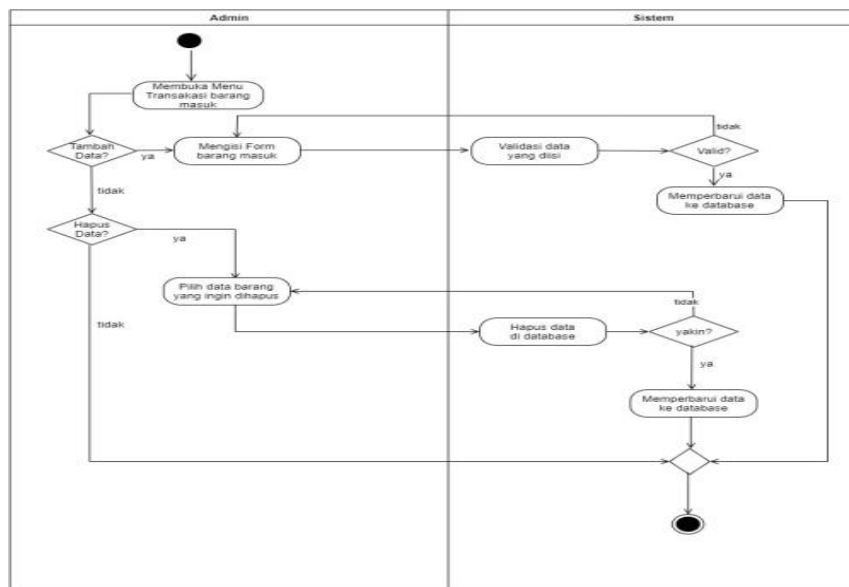 Admin
Sistem
Membuka Menu
Transakasi barang
masuk
tidak
Tambah
Data?
ya
Mengisi Form
barang masuk
Validasi data
yang diisi
Valid?
ya
tidak
Memperbarui data
ke database
Hapus
Data?
ya
Pilih data barang
yang ingin dihapus
tidak
tidak
Hapus data
di database
yakin?
ya
Memperbarui data
ke database